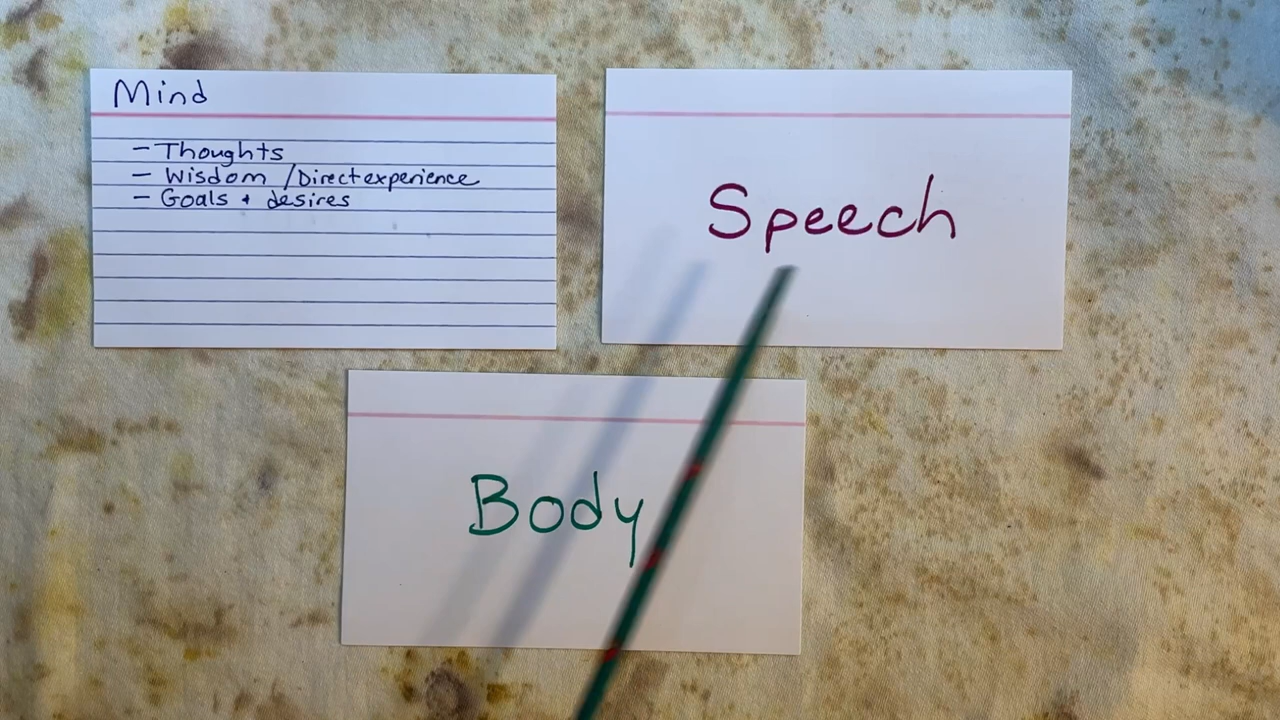 Mind
- Thoughts
- Wisdom / Direct experience
- Goals + desires
Speech
Body